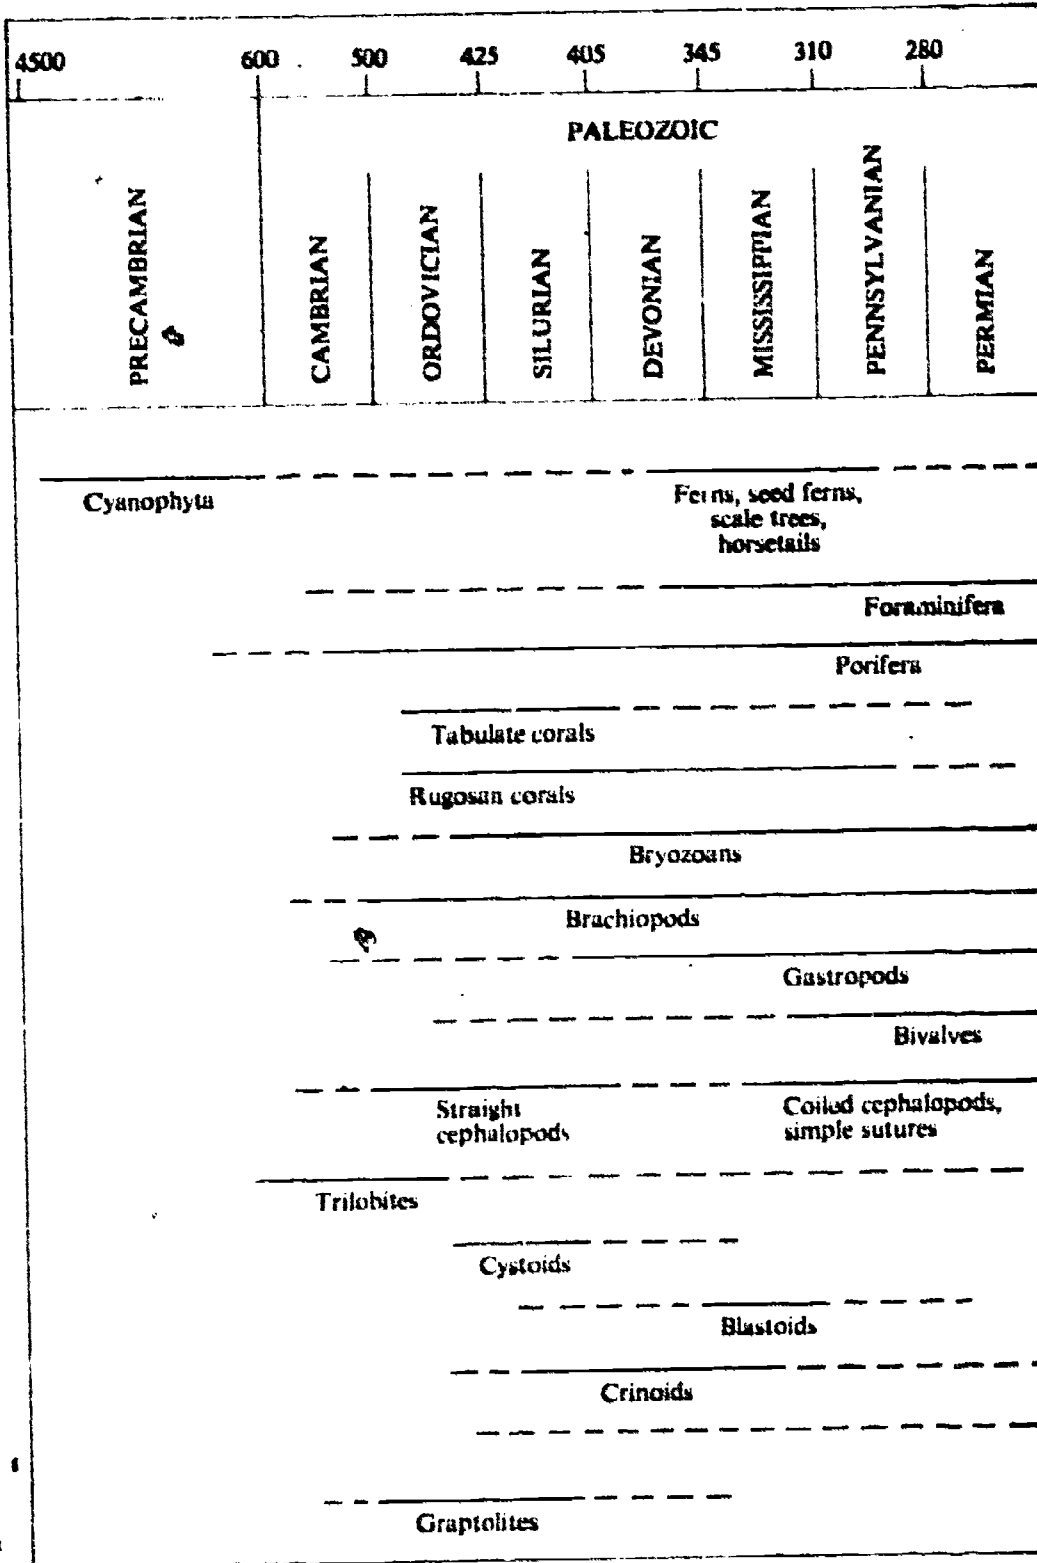 4500 600 500 425 405 345 310 280
PALEOZOIC
PRECAMBRIAN
CAMBRIAN
ORDOVICIAN
SILURIAN
DEVONIAN
MISSISSIPPIAN
PENNSYLVANIAN
PERMIAN
Cyanophyta
Ferns, seed ferns,
scale trees,
horsetails
Foraminifera
Porifera
Tabulate corals
Rugosan corals
Bryozoans
Brachiopods
Gastropods
Bivalves
Straight
cephalopods
Coiled cephalopods,
simple sutures
Trilobites
Cystoids
Blastoids
Crinoids
Graptolites